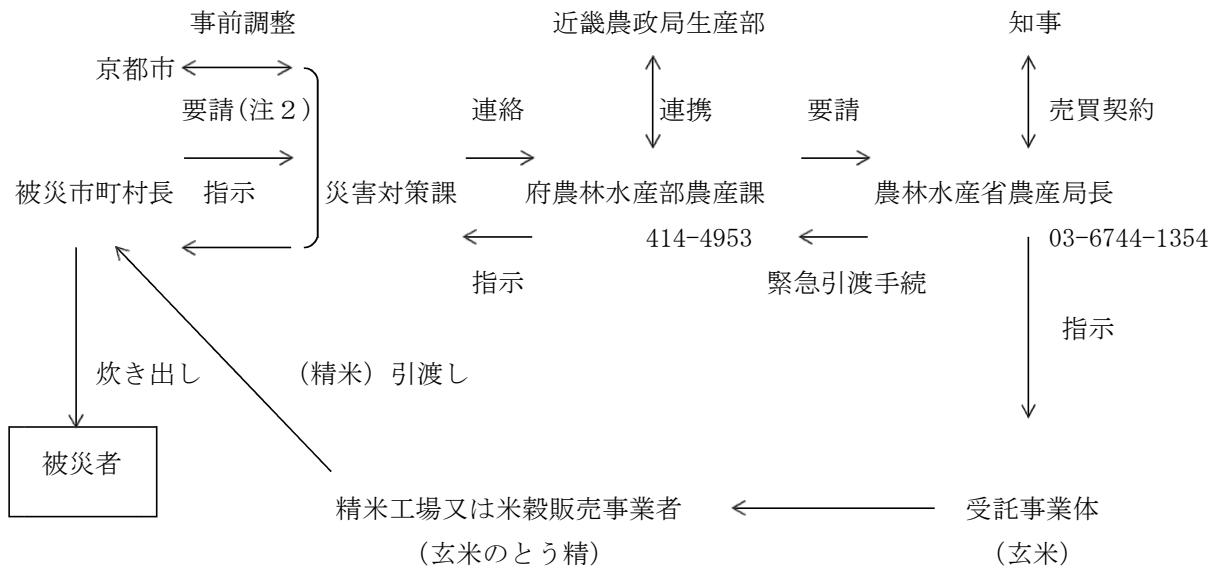 事前調整 近畿農政局生産部 知事
京都市
要請(注２) 連絡 連携 要請 売買契約
被災市町村長 指示 災害対策課 府農林水産部農産課 農林水産省農産局長
414-4953 03-6744-1354
指示 緊急引渡手続
指示
炊き出し (精米)引渡し
被災者
精米工場又は米穀販売事業者 受託事業体
(玄米のとう精) (玄米)